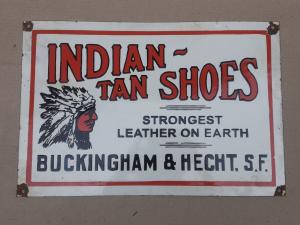 INDIAN~
TAN SHOES
STRONGEST
LEATHER ON EARTH
BUCKINGHAM & HECHT. S.F.